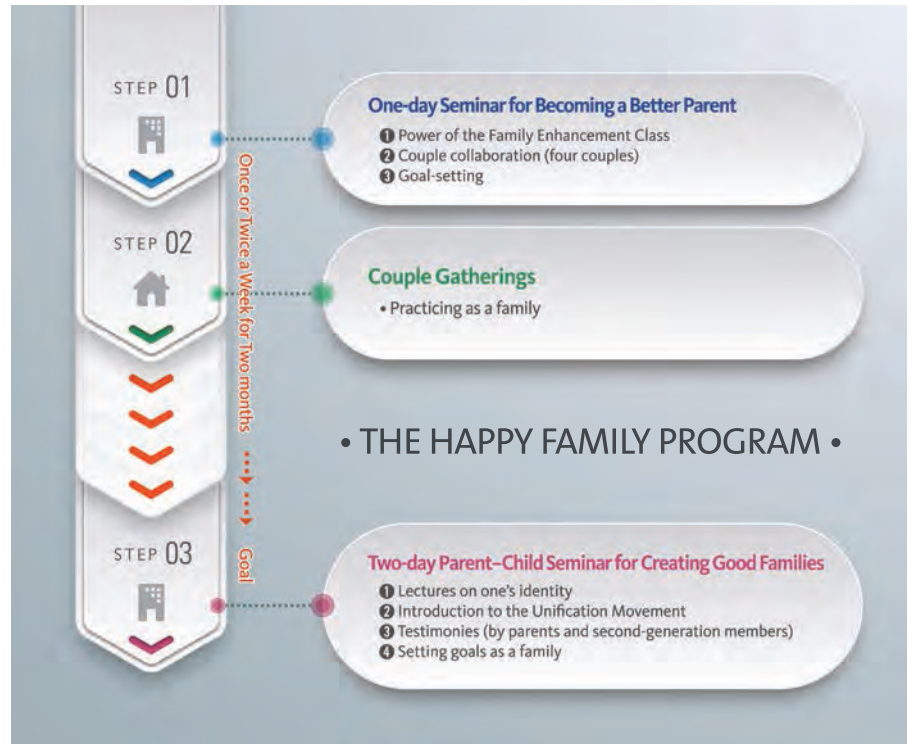 STEP 01
One-day Seminar for Becoming a Better Parent
❶ Power of the Family Enhancement Class
❷ Couple collaboration (four couples)
❸ Goal-setting
Once or Twice a Week for Two months
STEP 02
Couple Gatherings
• Practicing as a family
• THE HAPPY FAMILY PROGRAM •
Goal
STEP 03
Two-day Parent–Child Seminar for Creating Good Families
❶ Lectures on one's identity
❷ Introduction to the Unification Movement
❸ Testimonies (by parents and second-generation members)
❹ Setting goals as a family